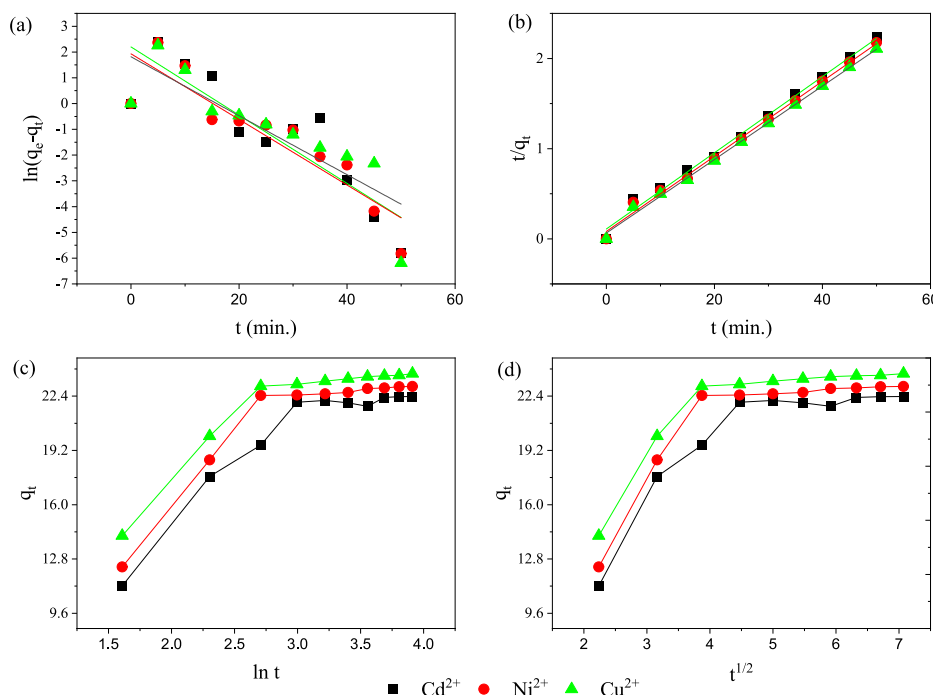 (a)
3
2
1
0
-1
-2
-3
-4
-5
-6
-7
ln(qe-qt)
0 20 40 60
t (min.)
(b)
2
1
0
t/qt
0 10 20 30 40 50 60
t (min.)
(c)
22.4
19.2
16.0
12.8
9.6
qt
1.5 2.0 2.5 3.0 3.5 4.0
ln t
(d)
22.4
19.2
16.0
12.8
9.6
qt
2 3 4 5 6 7
t1/2
Cd2+ Ni2+ Cu2+